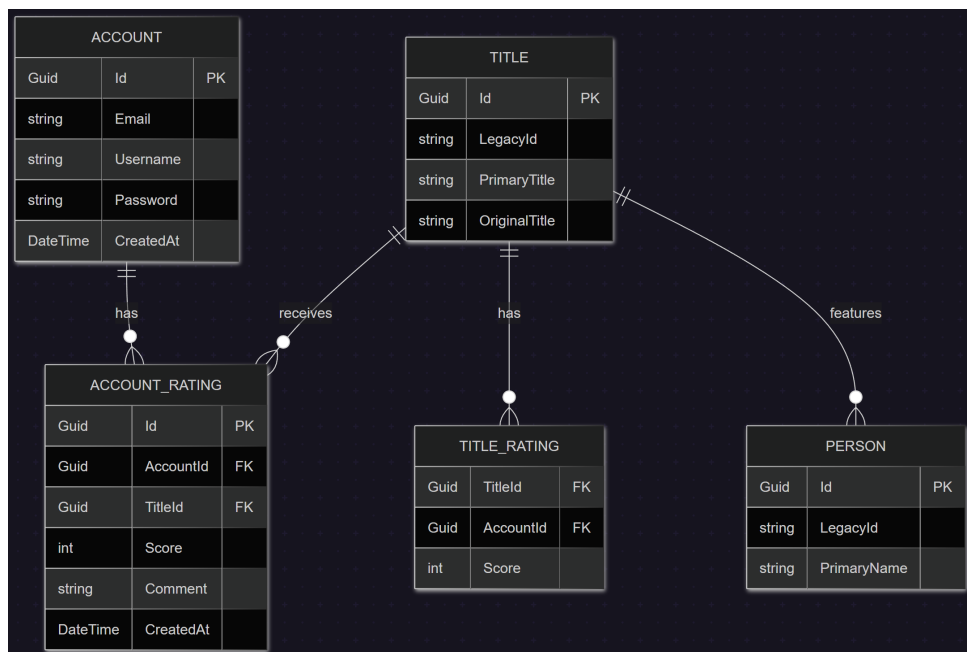 ACCOUNT
Guid Id PK
string Email
string Username
string Password
DateTime CreatedAt
TITLE
Guid Id PK
string LegacyId
string PrimaryTitle
string OriginalTitle
has
receives
has
features
ACCOUNT_RATING
Guid Id PK
Guid AccountId FK
Guid TitleId FK
int Score
string Comment
DateTime CreatedAt
TITLE_RATING
Guid TitleId FK
Guid AccountId FK
int Score
PERSON
Guid Id PK
string LegacyId
string PrimaryName